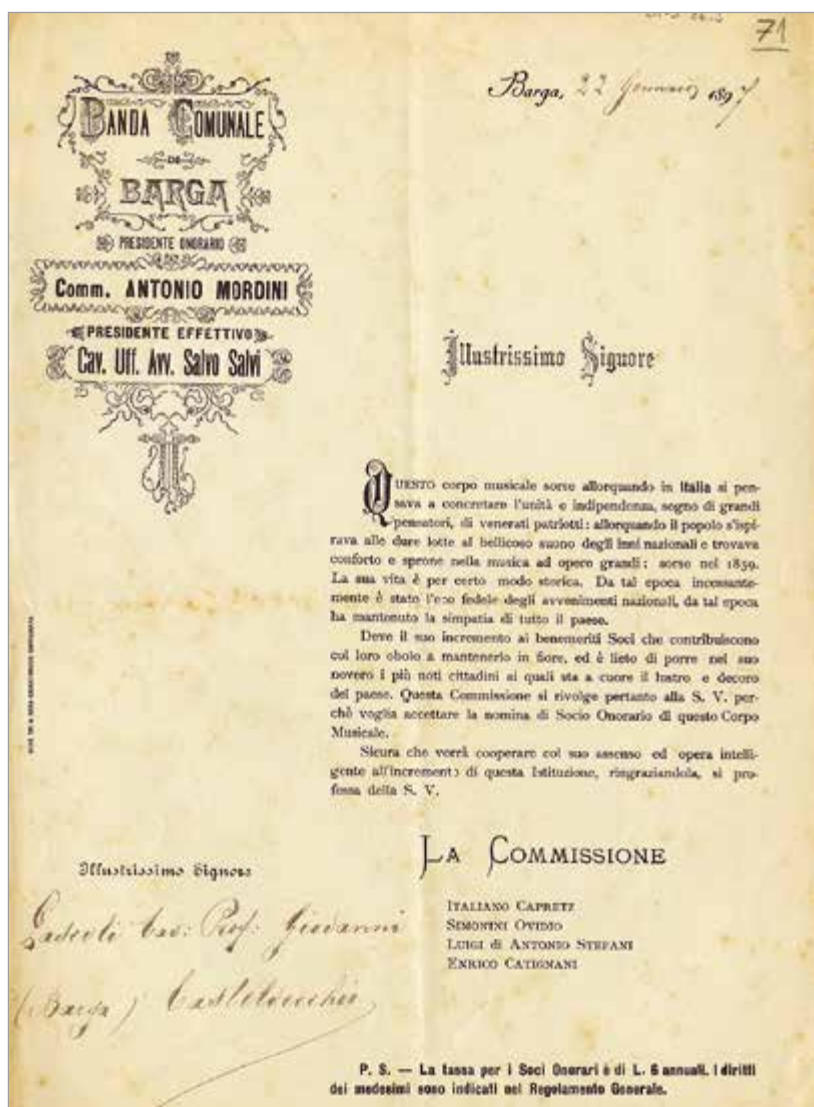 71
BANDA COMUNALE
DI
BARGA
PRESIDENTE ONORARIO
Comm. ANTONIO MORDINI
PRESIDENTE EFFETTIVO
Cav. Uff. Avv. Salvo Salvi
Barga, 22 Gennaio 1897
Illustrissimo Signore
QUESTO corpo musicale sorse allorquando in Italia si pen-
sava a concretare l'unità e indipendenza, sogno di grandi
pensatori, di venerati patriotti: allorquando il popolo s'ispi-
rava alle dure lotte al bellicoso suono degli inni nazionali e trovava
conforto e sprone nella musica ad opere grandi: sorse nel 1859.
La sua vita è per certo modo storica. Da tal epoca incessante-
mente è stato l'eco fedele degli avvenimenti nazionali, da tal epoca
ha mantenuto la simpatia di tutto il paese.
Deve il suo incremento ai benemeriti Soci che contribuiscono
col loro obolo a mantenerlo in fiore, ed è lieto di porre nel suo
novero i più noti cittadini ai quali sta a cuore il lustro e decoro
del paese. Questa Commissione si rivolge pertanto alla S. V. per-
chè voglia accettare la nomina di Socio Onorario di questo Corpo
Musicale.
Sicura che vorrà cooperare col suo assenso ed opera intelli-
gente all'incremento di questa Istituzione, ringraziandola, si pro-
fessa della S. V.
LA COMMISSIONE
ITALIANO CAPRETZ
SIMONINI OVIDIO
LUIGI di ANTONIO STEFANI
ENRICO CATIGNANI
Illustrissimo Signore
Cav: Prof: Giovanni
(Barga) Castelvecchio
P. S. — La tassa per i Soci Onorari è di L. 6 annuali. I diritti
dei medesimi sono indicati nel Regolamento Generale.